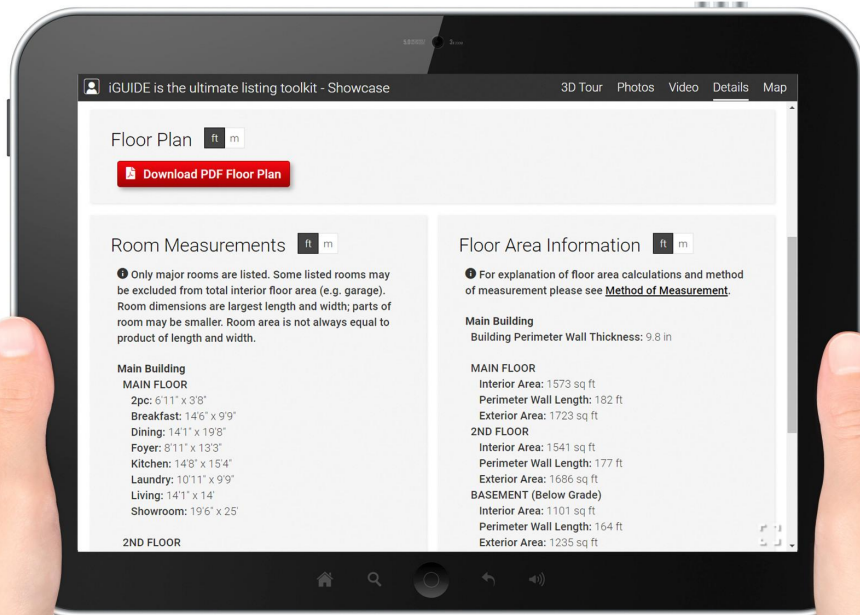 iGUIDE is the ultimate listing toolkit - Showcase
3D Tour Photos Video Details Map
Floor Plan ft m
Download PDF Floor Plan
Room Measurements ft m
Only major rooms are listed. Some listed rooms may
be excluded from total interior floor area (e.g. garage).
Room dimensions are largest length and width; parts of
room may be smaller. Room area is not always equal to
product of length and width.
Main Building
MAIN FLOOR
2pc: 6'11" x 3'8"
Breakfast: 14'6" x 9'9"
Dining: 14'1" x 19'8"
Foyer: 8'11" x 13'3"
Kitchen: 14'8" x 15'4"
Laundry: 10'11" x 9'9"
Living: 14'1" x 14'
Showroom: 19'6" x 25'
2ND FLOOR
Floor Area Information ft m
For explanation of floor area calculations and method
of measurement please see Method of Measurement.
Main Building
Building Perimeter Wall Thickness: 9.8 in
MAIN FLOOR
Interior Area: 1573 sq ft
Perimeter Wall Length: 182 ft
Exterior Area: 1723 sq ft
2ND FLOOR
Interior Area: 1541 sq ft
Perimeter Wall Length: 177 ft
Exterior Area: 1686 sq ft
BASEMENT (Below Grade)
Interior Area: 1101 sq ft
Perimeter Wall Length: 164 ft
Exterior Area: 1235 sq ft